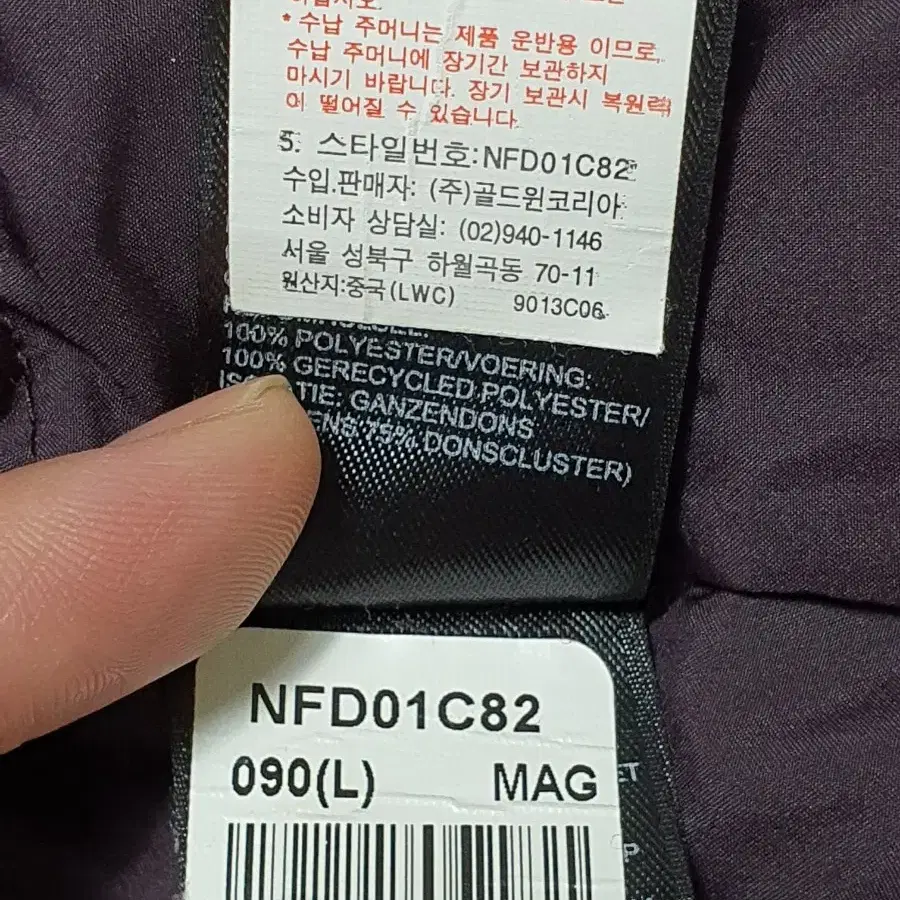 * 수납 주머니는 제품 운반용 이므로,
수납 주머니에 장기간 보관하지
마시기 바랍니다. 장기 보관시 복원력
이 떨어질 수 있습니다.
5. 스타일번호:NFD01C82
수입.판매자: (주)골드윈코리아
소비자 상담실: (02)940-1146
서울 성북구 하월곡동 70-11
원산지:중국(LWC) 9013C06
100% POLYESTER/VOERING:
100% GERECYCLED POLYESTER/
GANZENDONS
75% DONSCLUSTER)
NFD01C82
090(L) MAG